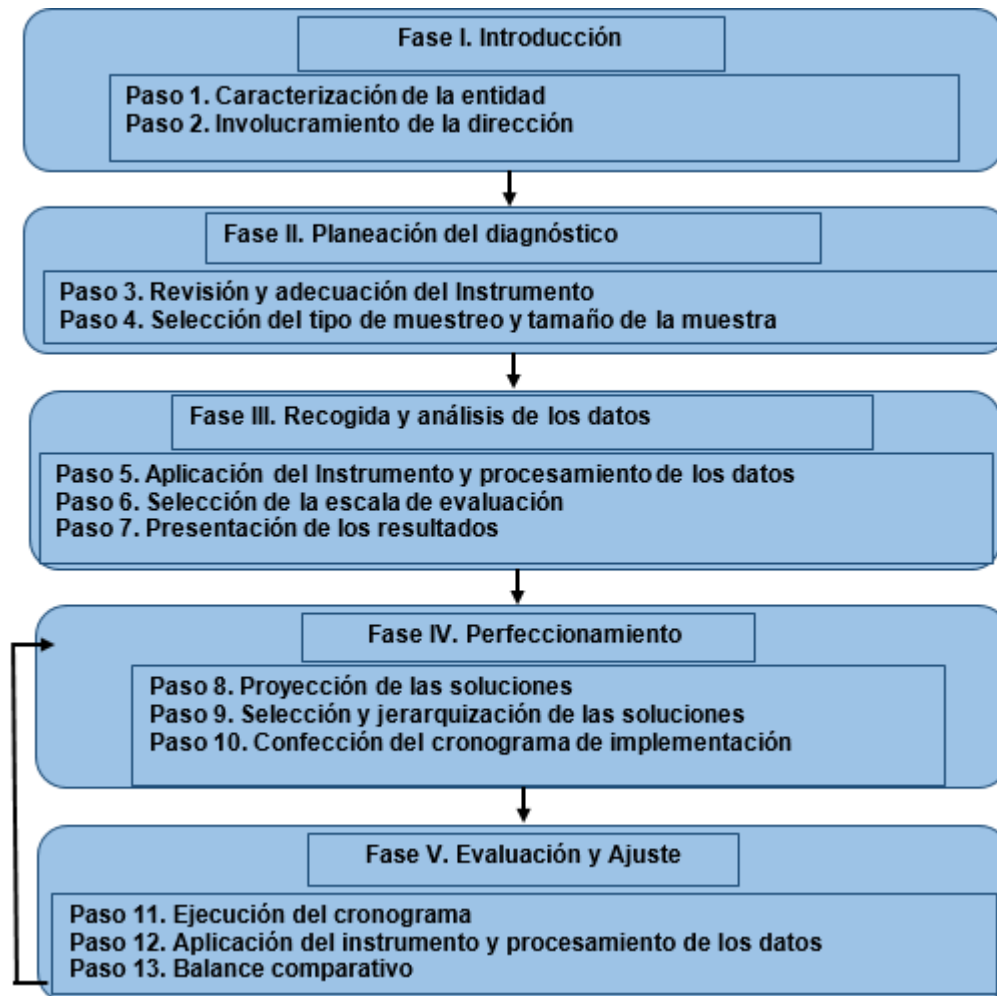 Fase I. Introducción
Paso 1. Caracterización de la entidad
Paso 2. Involucramiento de la dirección
Fase II. Planeación del diagnóstico
Paso 3. Revisión y adecuación del Instrumento
Paso 4. Selección del tipo de muestreo y tamaño de la muestra
Fase III. Recogida y análisis de los datos
Paso 5. Aplicación del Instrumento y procesamiento de los datos
Paso 6. Selección de la escala de evaluación
Paso 7. Presentación de los resultados
Fase IV. Perfeccionamiento
Paso 8. Proyección de las soluciones
Paso 9. Selección y jerarquización de las soluciones
Paso 10. Confección del cronograma de implementación
Fase V. Evaluación y Ajuste
Paso 11. Ejecución del cronograma
Paso 12. Aplicación del instrumento y procesamiento de los datos
Paso 13. Balance comparativo